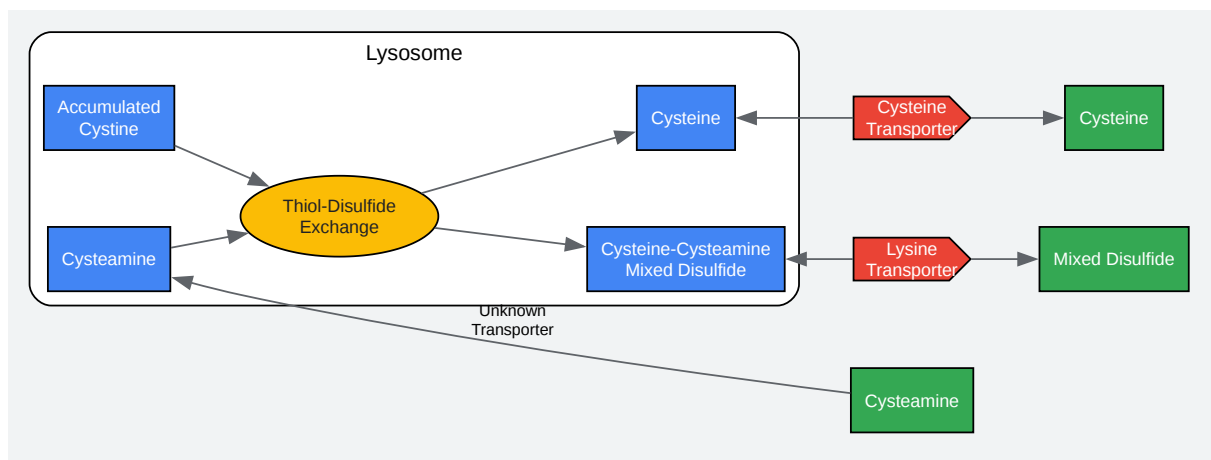 Lysosome
Accumulated
Cystine
Cysteine
Cysteine
Transporter
Cysteine
Thiol-Disulfide
Exchange
Cysteamine
Cysteine-Cysteamine
Mixed Disulfide
Lysine
Transporter
Mixed Disulfide
Unknown
Transporter
Cysteamine